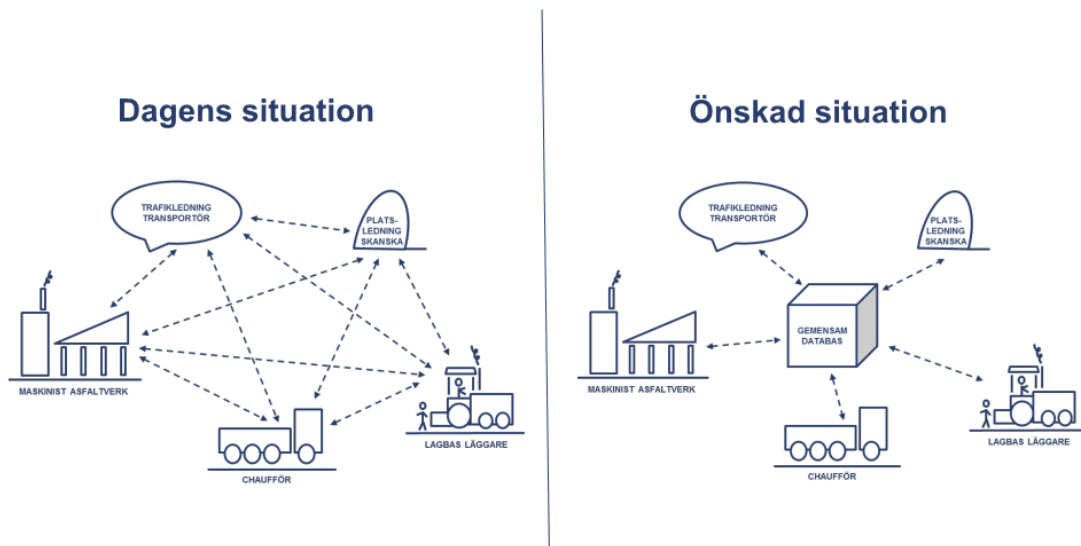 Dagens situation
TRAFIKLEDNING
TRANSPORTÖR
PLATS-
LEDNING
SKANSKA
MASKINIST ASFALTVERK
LAGBAS LÄGGARE
CHAUFFÖR
Önskad situation
TRAFIKLEDNING
TRANSPORTÖR
PLATS-
LEDNING
SKANSKA
GEMENSAM
DATABAS
MASKINIST ASFALTVERK
LAGBAS LÄGGARE
CHAUFFÖR